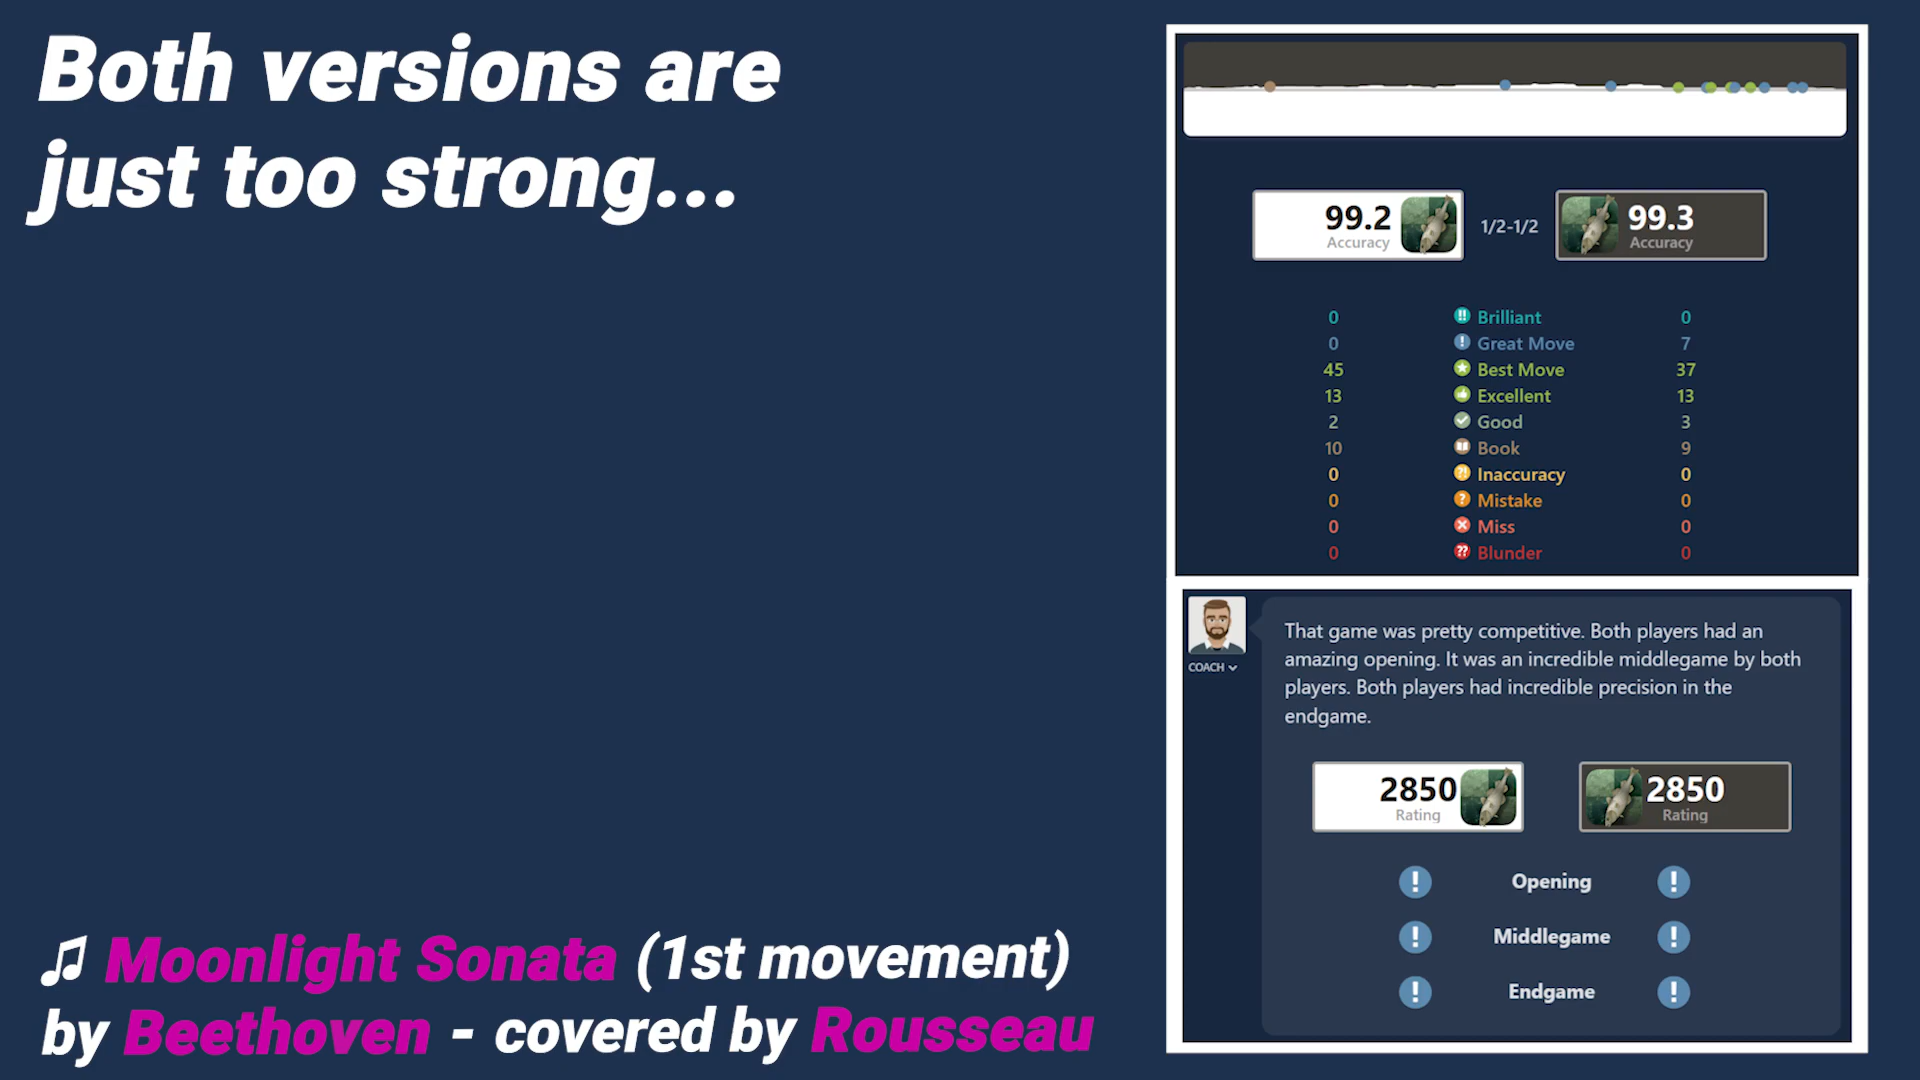 Both versions are
just too strong...
99.2
Accuracy
1/2-1/2
99.3
Accuracy
0 !! Brilliant 0
0 ! Great Move 7
45 Best Move 37
13 Excellent 13
2 Good 3
10 Book 9
0 ?! Inaccuracy 0
0 ? Mistake 0
0 Miss 0
0 ?? Blunder 0
COACH
That game was pretty competitive. Both players had an
amazing opening. It was an incredible middlegame by both
players. Both players had incredible precision in the
endgame.
2850
Rating
2850
Rating
! Opening !
! Middlegame !
! Endgame !
♫ Moonlight Sonata (1st movement)
by Beethoven - covered by Rousseau